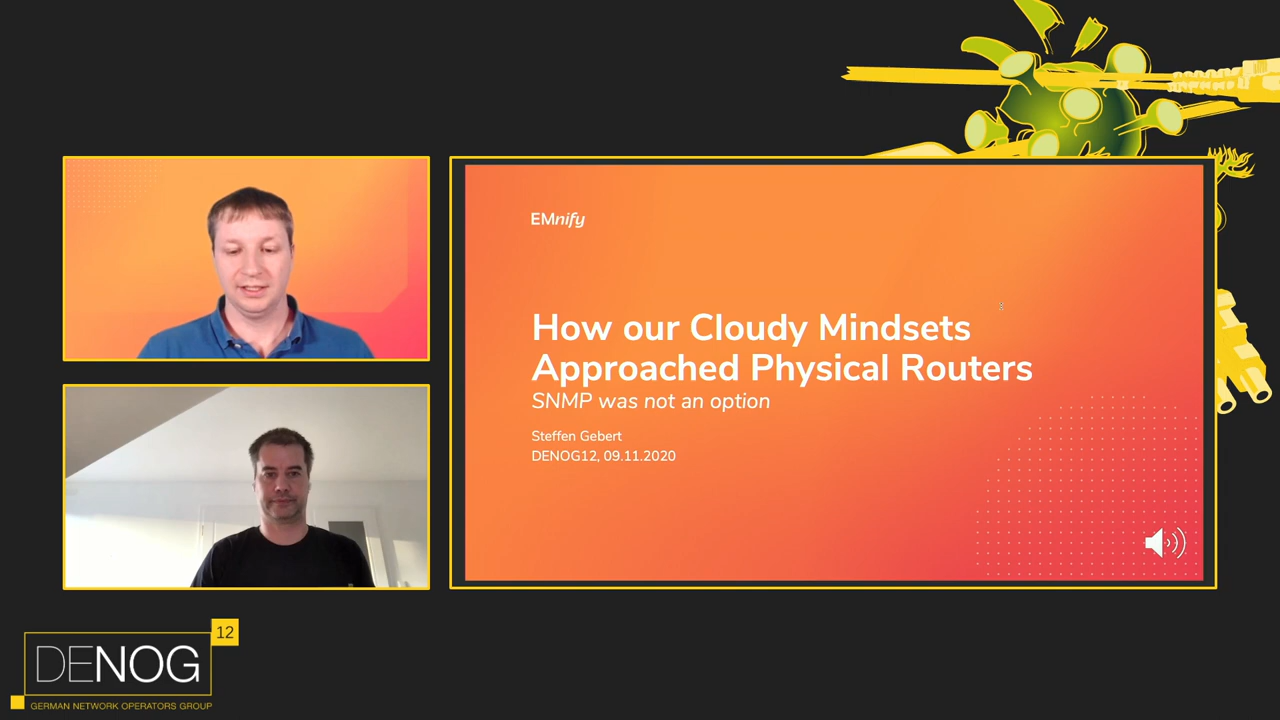 EMnify
How our Cloudy Mindsets
Approached Physical Routers
SNMP was not an option
Steffen Gebert
DENOG12, 09.11.2020
12
DENOG
GERMAN NETWORK OPERATORS GROUP